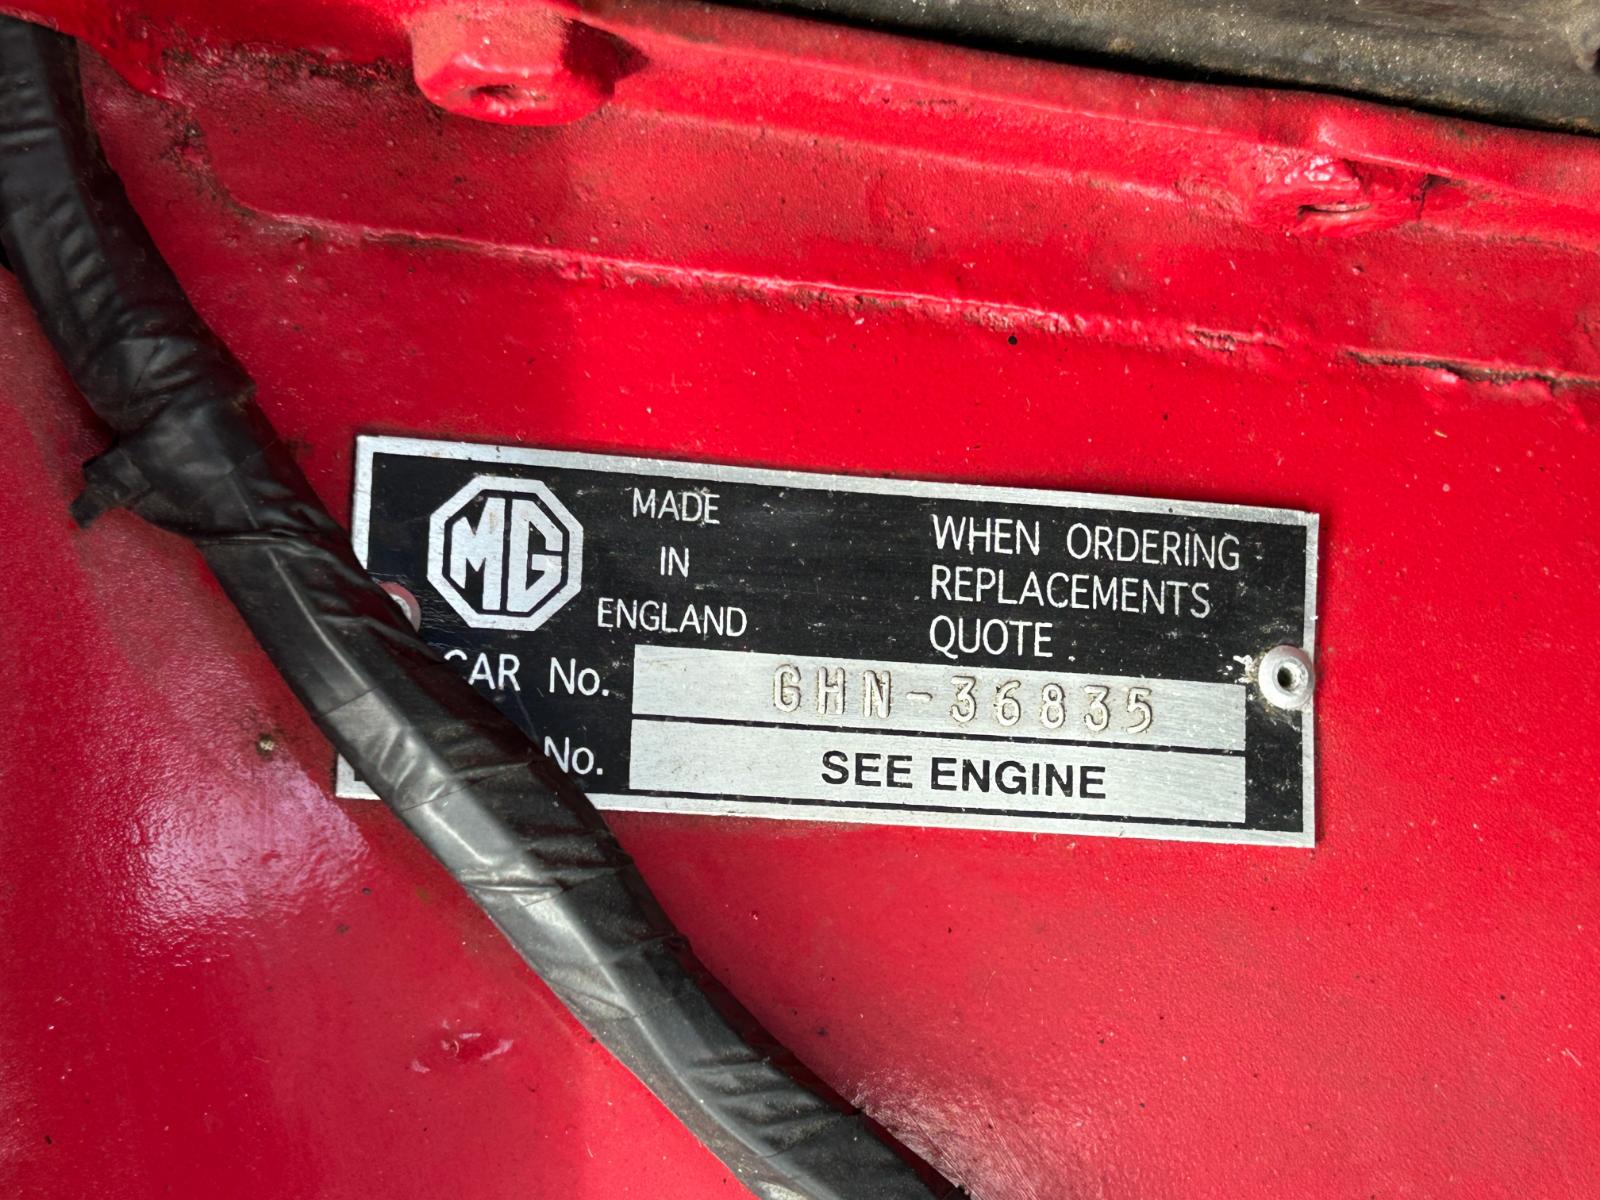 MG
MADE
IN
ENGLAND
WHEN ORDERING
REPLACEMENTS
QUOTE
CAR No. GHN-36835
No. SEE ENGINE